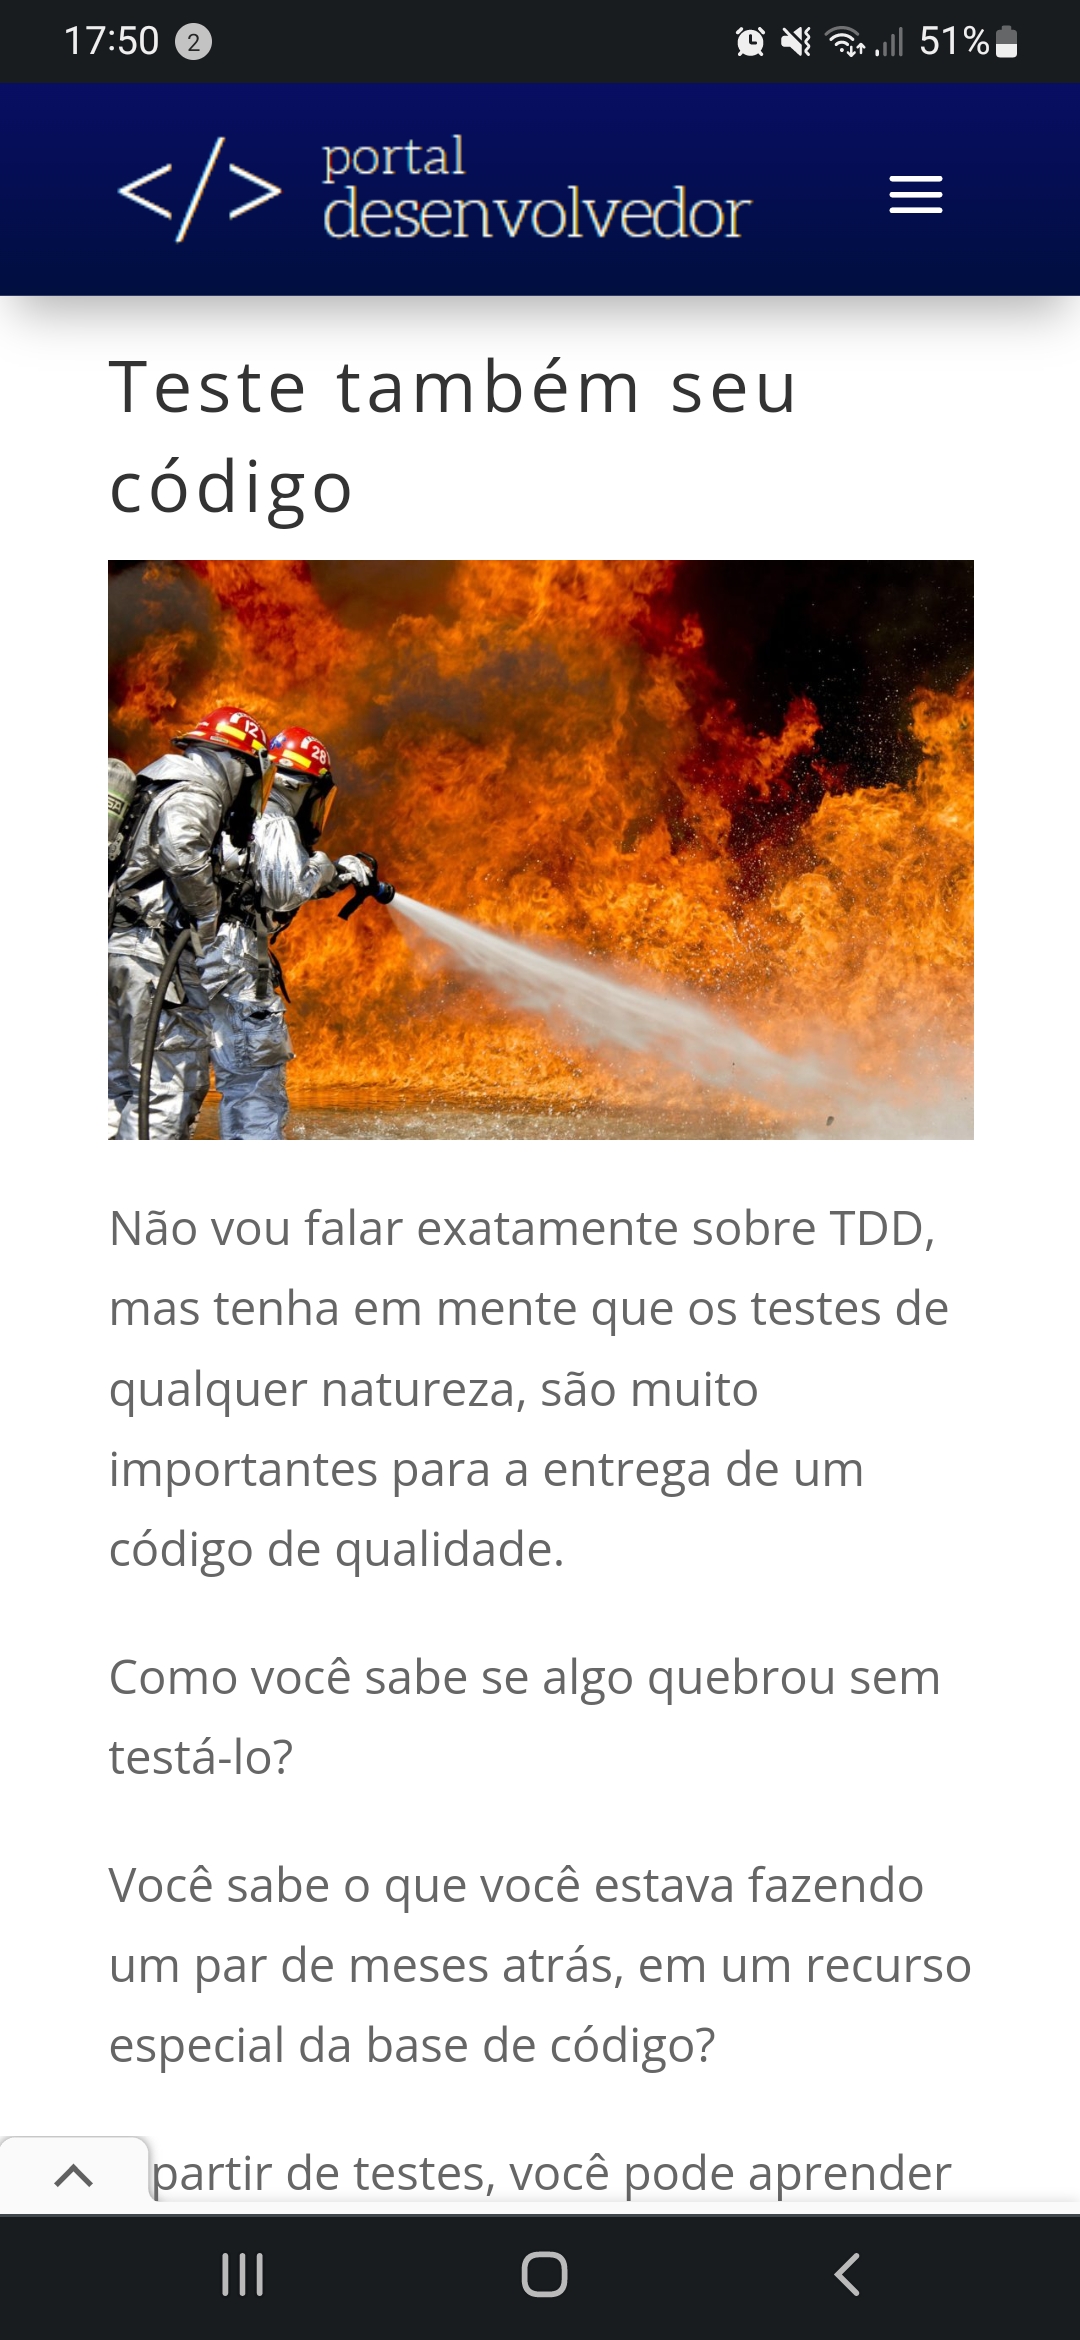 17:50 2 51%
</>
portal
desenvolvedor
Teste também seu
código
12
28
Não vou falar exatamente sobre TDD,
mas tenha em mente que os testes de
qualquer natureza, são muito
importantes para a entrega de um
código de qualidade.
Como você sabe se algo quebrou sem
testá-lo?
Você sabe o que você estava fazendo
um par de meses atrás, em um recurso
especial da base de código?
partir de testes, você pode aprender